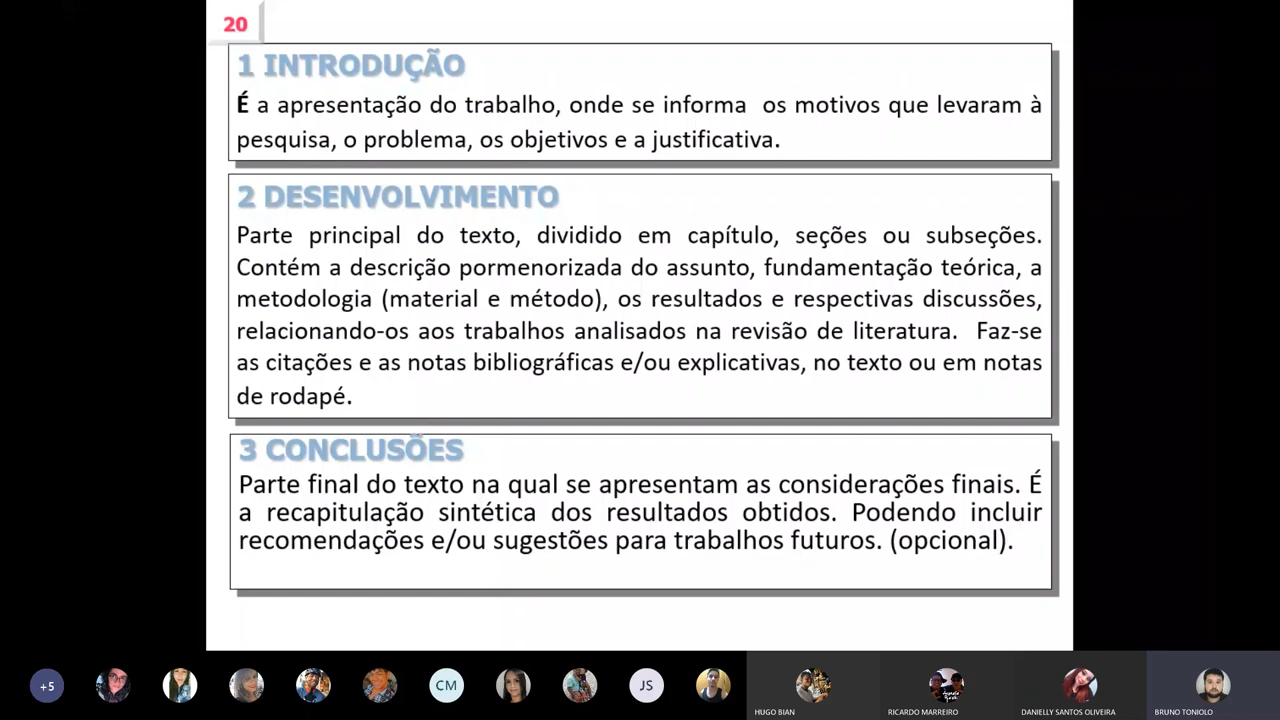 20
1 INTRODUÇÃO
É a apresentação do trabalho, onde se informa os motivos que levaram à
pesquisa, o problema, os objetivos e a justificativa.
2 DESENVOLVIMENTO
Parte principal do texto, dividido em capítulo, seções ou subseções.
Contém a descrição pormenorizada do assunto, fundamentação teórica, a
metodologia (material e método), os resultados e respectivas discussões,
relacionando-os aos trabalhos analisados na revisão de literatura. Faz-se
as citações e as notas bibliográficas e/ou explicativas, no texto ou em notas
de rodapé.
3 CONCLUSÕES
Parte final do texto na qual se apresentam as considerações finais. É
a recapitulação sintética dos resultados obtidos. Podendo incluir
recomendações e/ou sugestões para trabalhos futuros. (opcional).
+5
CM
JS
HUGO BIAN
RICARDO MARREIRO
DANIELLY SANTOS OLIVEIRA
BRUNO TONIOLO